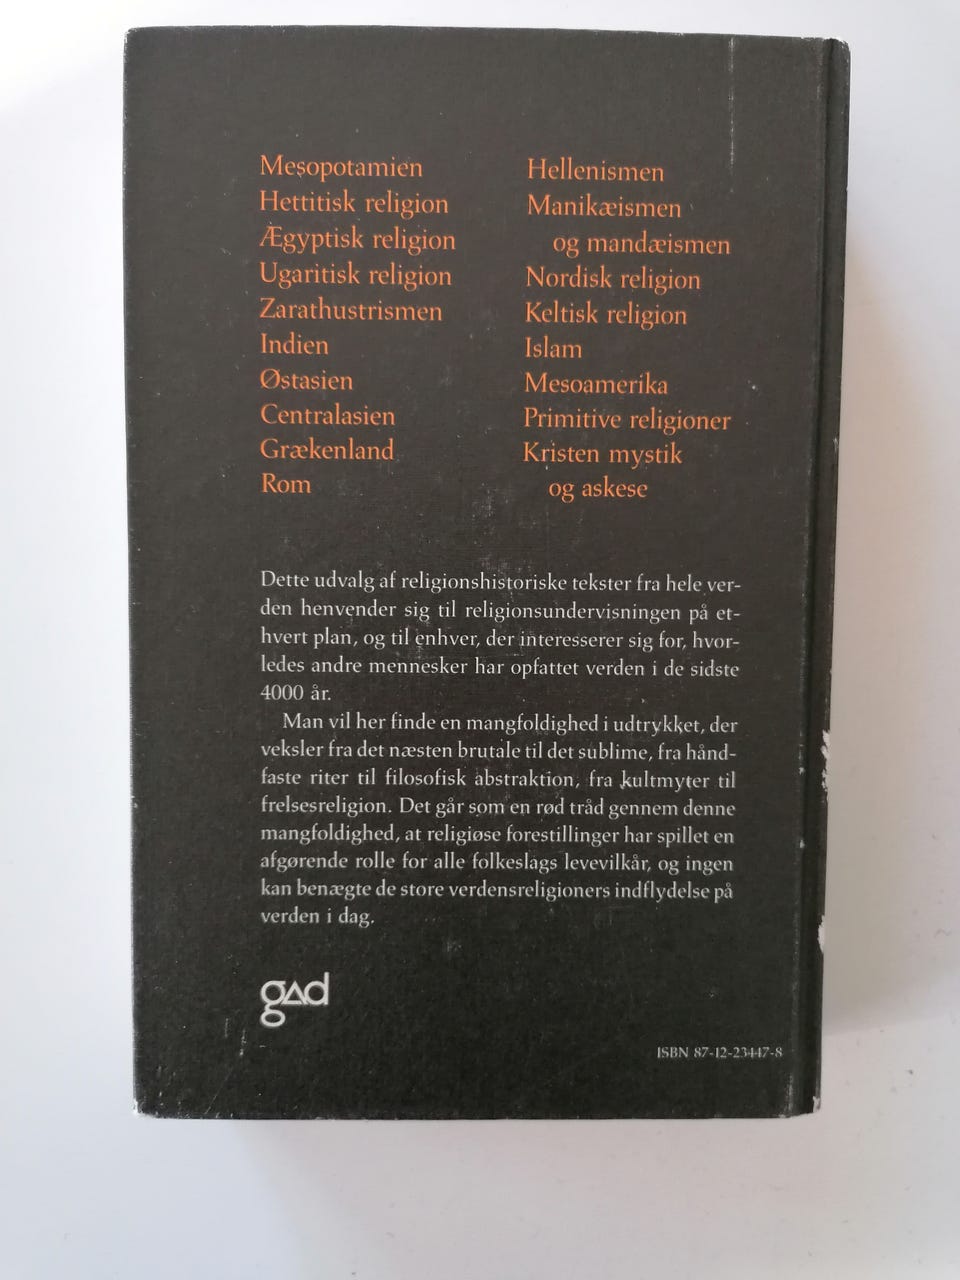 Mesopotamien
Hettitisk religion
Ægyptisk religion
Ugaritisk religion
Zarathustrismen
Indien
Østasien
Centralasien
Grækenland
Rom
Hellenismen
Manikæismen
og mandæismen
Nordisk religion
Keltisk religion
Islam
Mesoamerika
Primitive religioner
Kristen mystik
og askese
Dette udvalg af religionshistoriske tekster fra hele ver-
den henvender sig til religionsundervisningen på et-
hvert plan, og til enhver, der interesserer sig for, hvor-
ledes andre mennesker har opfattet verden i de sidste
4000 år.
Man vil her finde en mangfoldighed i udtrykket, der
veksler fra det næsten brutale til det sublime, fra hånd-
faste riter til filosofisk abstraktion, fra kultmyter til
frelsesreligion. Det går som en rød tråd gennem denne
mangfoldighed, at religiøse forestillinger har spillet en
afgørende rolle for alle folkeslags levevilkår, og ingen
kan benægte de store verdensreligioners indflydelse på
verden i dag.
gad
ISBN 87-12-23447-8